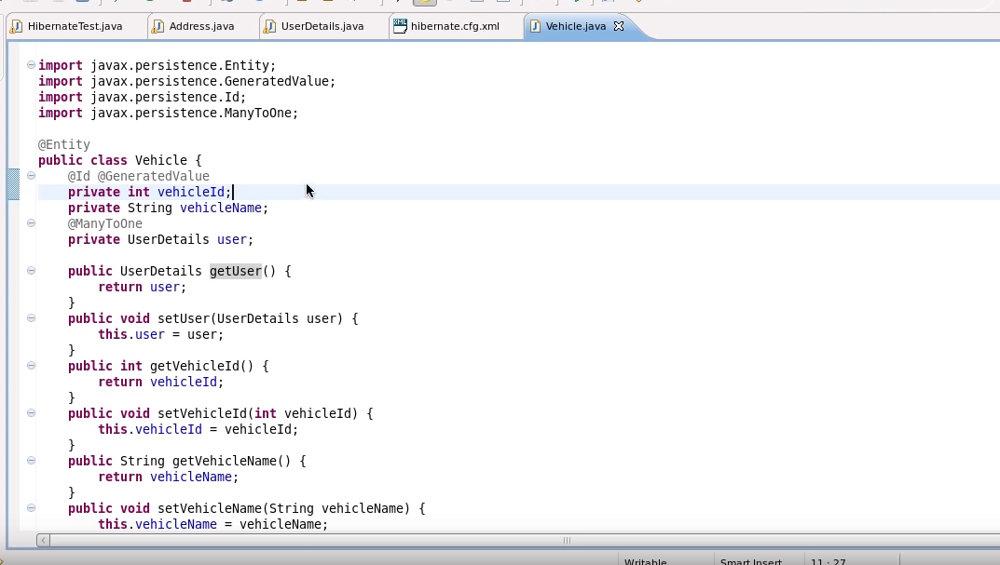 HibernateTest.java Address.java UserDetails.java hibernate.cfg.xml Vehicle.java
import javax.persistence.Entity;
import javax.persistence.GeneratedValue;
import javax.persistence.Id;
import javax.persistence.ManyToOne;
@Entity
public class Vehicle {
@Id @GeneratedValue
private int vehicleId;
private String vehicleName;
@ManyToOne
private UserDetails user;
public UserDetails getUser() {
return user;
}
public void setUser(UserDetails user) {
this.user = user;
}
public int getVehicleId() {
return vehicleId;
}
public void setVehicleId(int vehicleId) {
this.vehicleId = vehicleId;
}
public String getVehicleName() {
return vehicleName;
}
public void setVehicleName(String vehicleName) {
this.vehicleName = vehicleName;
Writable Smart Insert 11 : 27